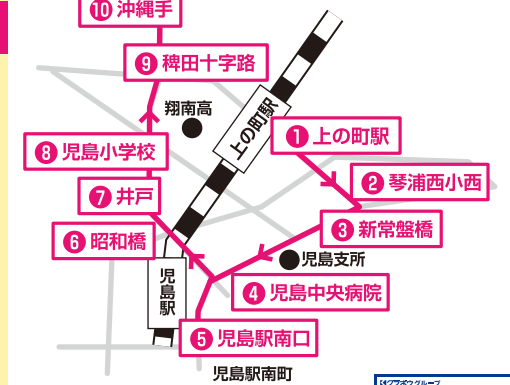 ⑩ 沖縄手
⑨ 稗田十字路
翔南高
上の町駅
① 上の町駅
⑧ 児島小学校
② 琴浦西小西
⑦ 井戸
③ 新常盤橋
⑥ 昭和橋
児島支所
児島駅
④ 児島中央病院
⑤ 児島駅南口
児島駅南町